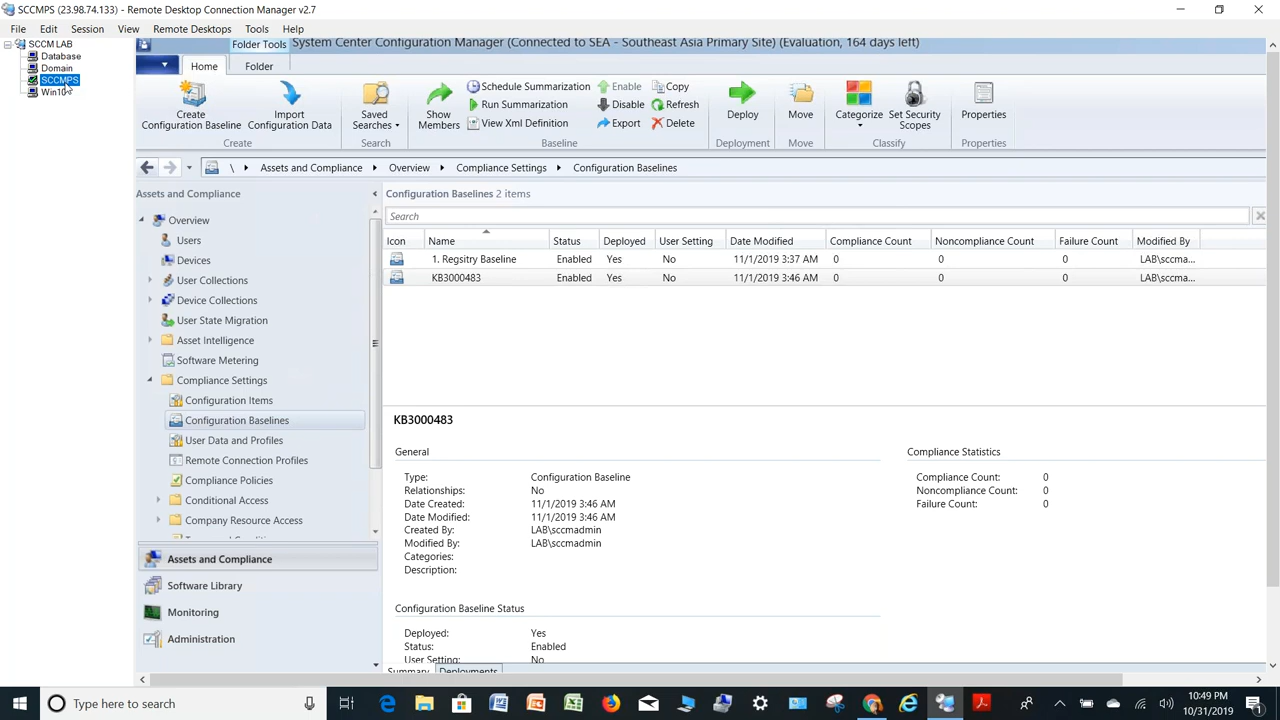 SCCMPS (23.98.74.133) - Remote Desktop Connection Manager v2.7
File Edit Session View Remote Desktops Tools Help
SCCM LAB
Database
Domain
SCCMPS
Win10
Folder Tools System Center Configuration Manager (Connected to SEA - Southeast Asia Primary Site) (Evaluation, 164 days left)
Home Folder
Create Configuration Baseline
Import Configuration Data
Saved Searches
Show Members
Schedule Summarization
Run Summarization
View Xml Definition
Enable
Disable
Export
Copy
Refresh
Delete
Deploy
Move
Categorize
Set Security Scopes
Properties
Create Search Baseline Deployment Move Classify Properties
\ Assets and Compliance Overview Compliance Settings Configuration Baselines
Assets and Compliance
Overview
Users
Devices
User Collections
Device Collections
User State Migration
Asset Intelligence
Software Metering
Compliance Settings
Configuration Items
Configuration Baselines
User Data and Profiles
Remote Connection Profiles
Compliance Policies
Conditional Access
Company Resource Access
Assets and Compliance
Software Library
Monitoring
Administration
Configuration Baselines 2 items
Search
Icon Name Status Deployed User Setting Date Modified Compliance Count Noncompliance Count Failure Count Modified By
1. Regsitry Baseline Enabled Yes No 11/1/2019 3:37 AM 0 0 0 LAB\sccma...
KB3000483 Enabled Yes No 11/1/2019 3:46 AM 0 0 0 LAB\sccma...
KB3000483
General
Type: Configuration Baseline
Relationships: No
Date Created: 11/1/2019 3:46 AM
Date Modified: 11/1/2019 3:46 AM
Created By: LAB\sccmadmin
Modified By: LAB\sccmadmin
Categories:
Description:
Compliance Statistics
Compliance Count: 0
Noncompliance Count: 0
Failure Count: 0
Configuration Baseline Status
Deployed: Yes
Status: Enabled
User Setting: No
Summary Deployments
Type here to search
10:49 PM
10/31/2019